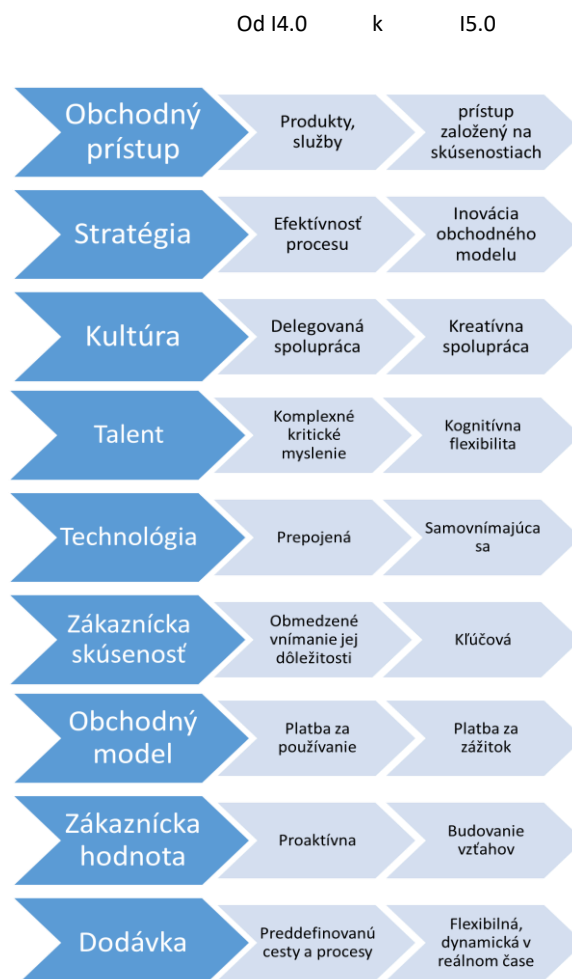 Od I4.0 k I5.0
Obchodný
prístup
Produkty,
služby
prístup
založený na
skúsenostiach
Stratégia
Efektívnosť
procesu
Inovácia
obchodného
modelu
Kultúra
Delegovaná
spolupráca
Kreatívna
spolupráca
Talent
Komplexné
kritické
myslenie
Kognitívna
flexibilita
Technológia
Prepojená
Samovnímajúca
sa
Zákaznícka
skúsenosť
Obmedzené
vnímanie jej
dôležitosti
Kľúčová
Obchodný
model
Platba za
používanie
Platba za
zážitok
Zákaznícka
hodnota
Proaktívna
Budovanie
vzťahov
Dodávka
Preddefinovanú
cesty a procesy
Flexibilná,
dynamická v
reálnom čase